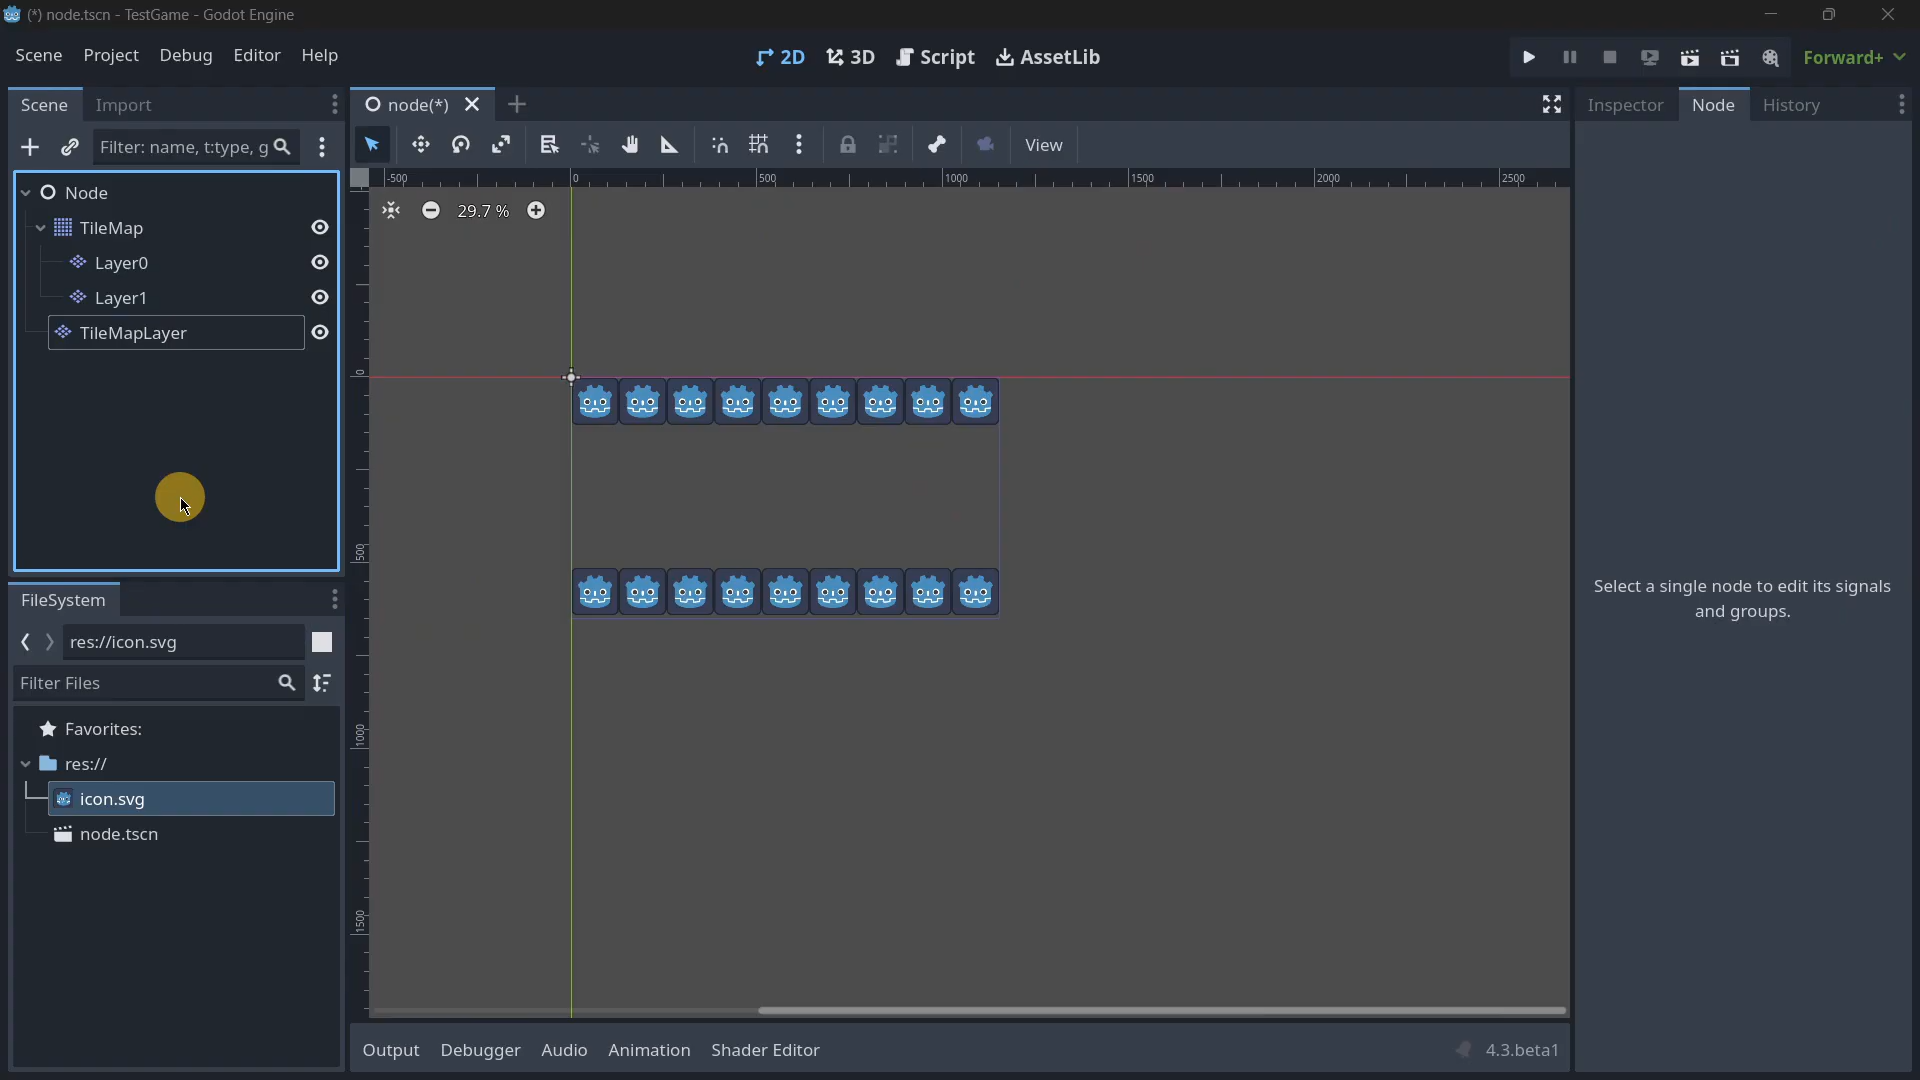 (*) node.tscn - TestGame - Godot Engine
Scene Project Debug Editor Help
2D 3D Script AssetLib
Forward+
Scene Import
node(*)
Inspector Node History
Filter: name, t:type, g
View
Node
TileMap
Layer0
Layer1
TileMapLayer
-500 0 500 1000 1500 2000 2500
29.7 %
0
500
1000
1500
Select a single node to edit its signals
and groups.
FileSystem
res://icon.svg
Filter Files
Favorites:
res://
icon.svg
node.tscn
Output Debugger Audio Animation Shader Editor
4.3.beta1